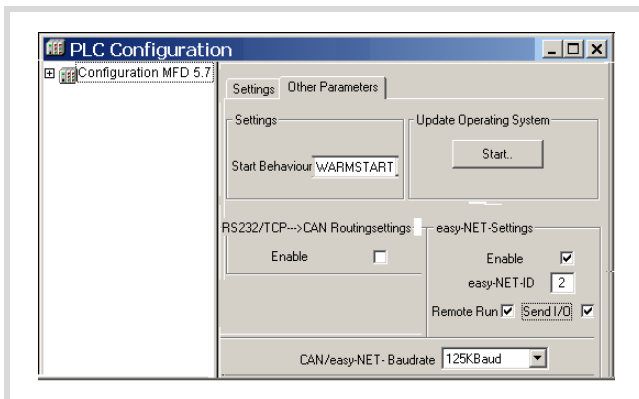 PLC Configuration
Configuration MFD 5.7
Settings Other Parameters
Settings
Start Behaviour WARMSTART
Update Operating System
Start..
RS232/TCP--->CAN Routingsettings
Enable
easy-NET-Settings
Enable
easy-NET-ID 2
Remote Run Send I/O
CAN/easy-NET- Baudrate 125KBaud